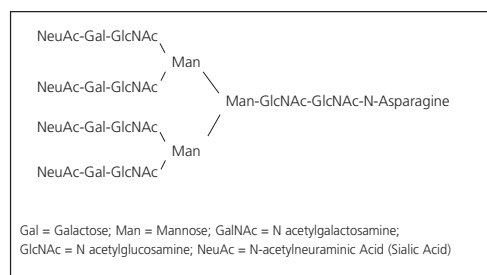 NeuAc-Gal-GlcNAc
Man
NeuAc-Gal-GlcNAc
Man-GlcNAc-GlcNAc-N-Asparagine
NeuAc-Gal-GlcNAc
Man
NeuAc-Gal-GlcNAc
Gal = Galactose; Man = Mannose; GalNAc = N acetylgalactosamine;
GlcNAc = N acetylglucosamine; NeuAc = N-acetylneuraminic Acid (Sialic Acid)